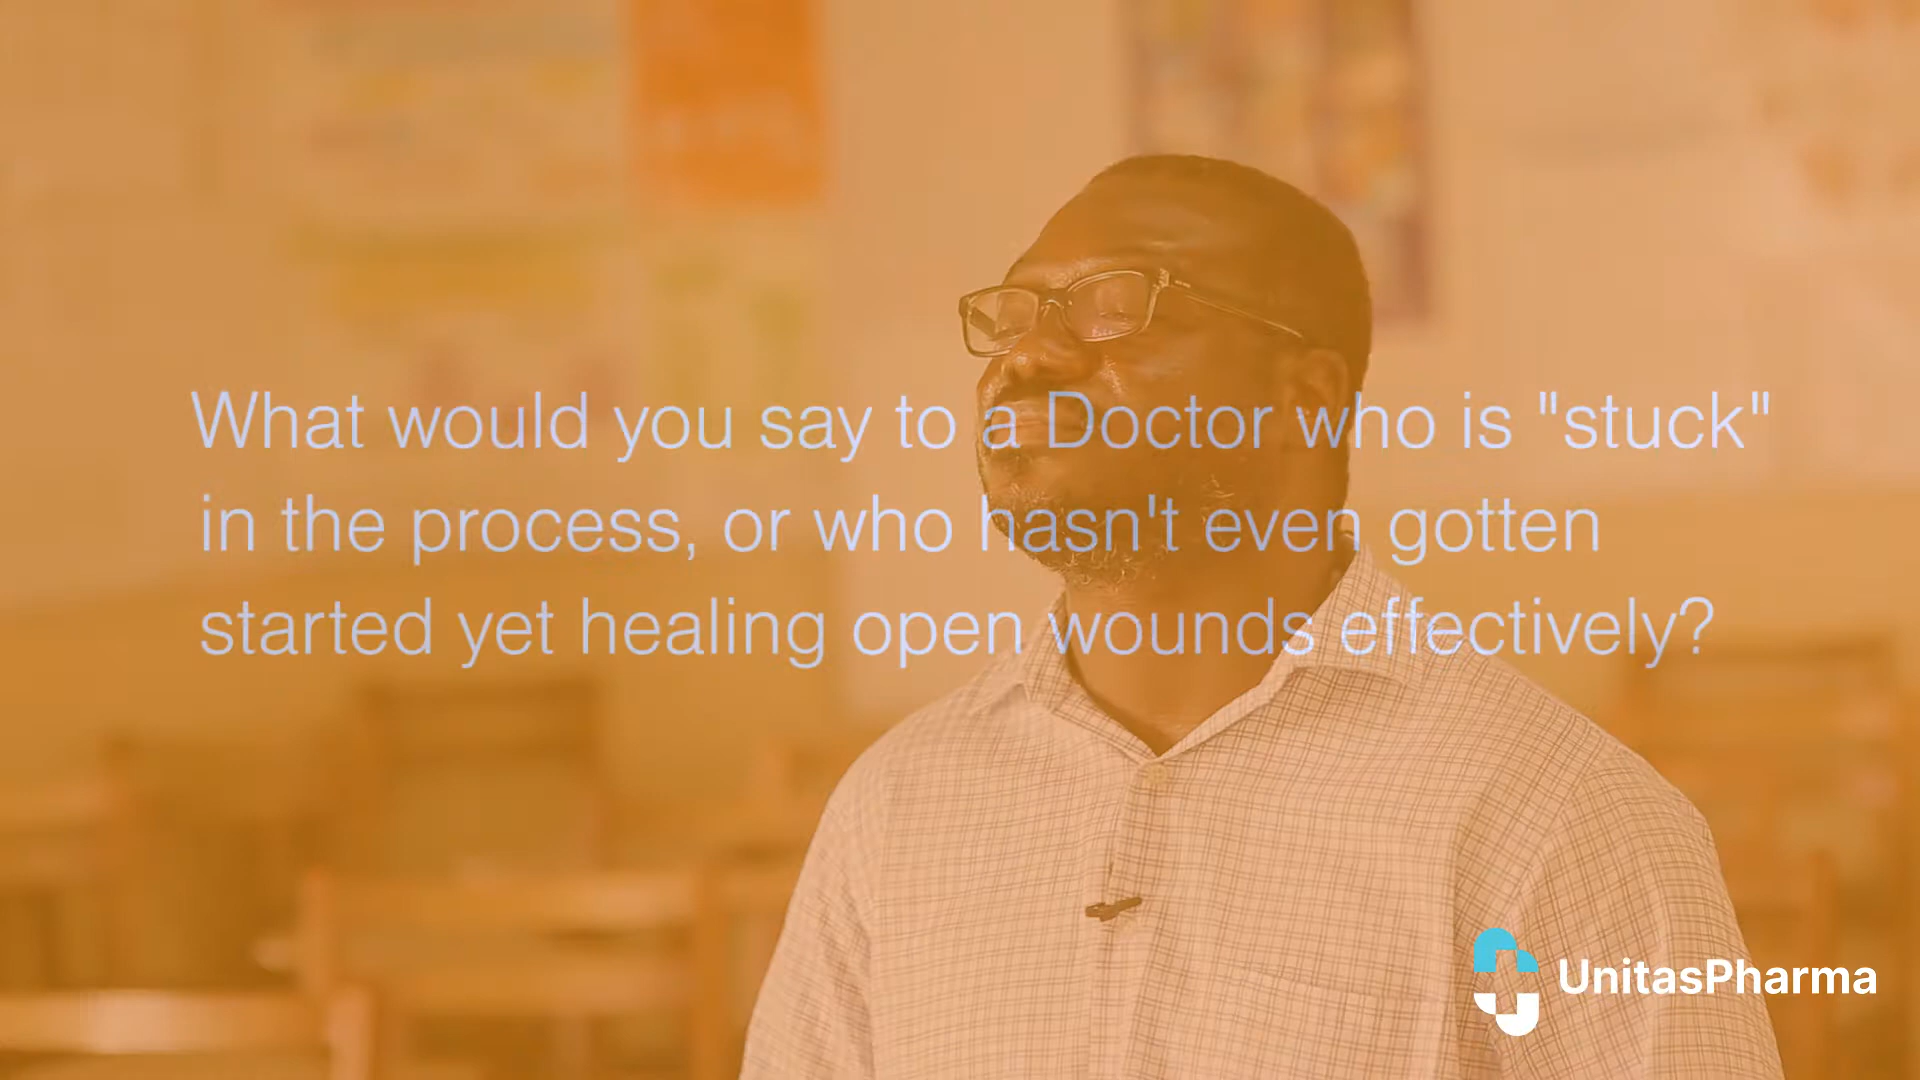 What would you say to a Doctor who is "stuck"
in the process, or who hasn't even gotten
started yet healing open wounds effectively?
UnitasPharma